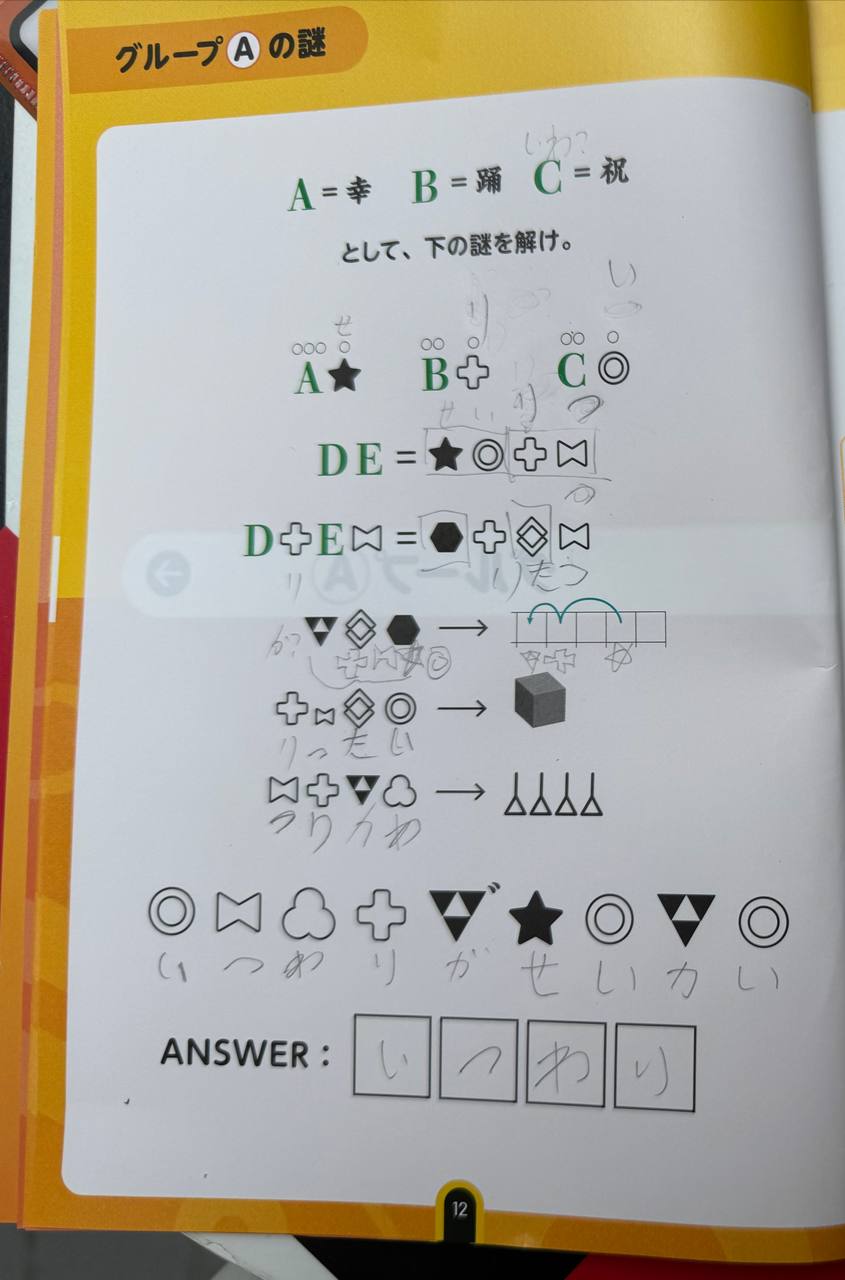 グループAの謎
いわ?
A=幸 B=踊 C=祝
として、下の謎を解け。
せ り い
A B C
せ い り つ
DE =
D E =
り り た つ
か?
り っ た い
つ り か わ
い つ わ り が せ い か い
ANSWER: い つ わ り
12